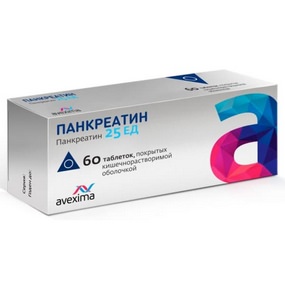 ПАНКРЕАТИН
Панкреатин 25 ЕД
60 таблеток, покрытых
кишечнорастворимой
оболочкой
avexima